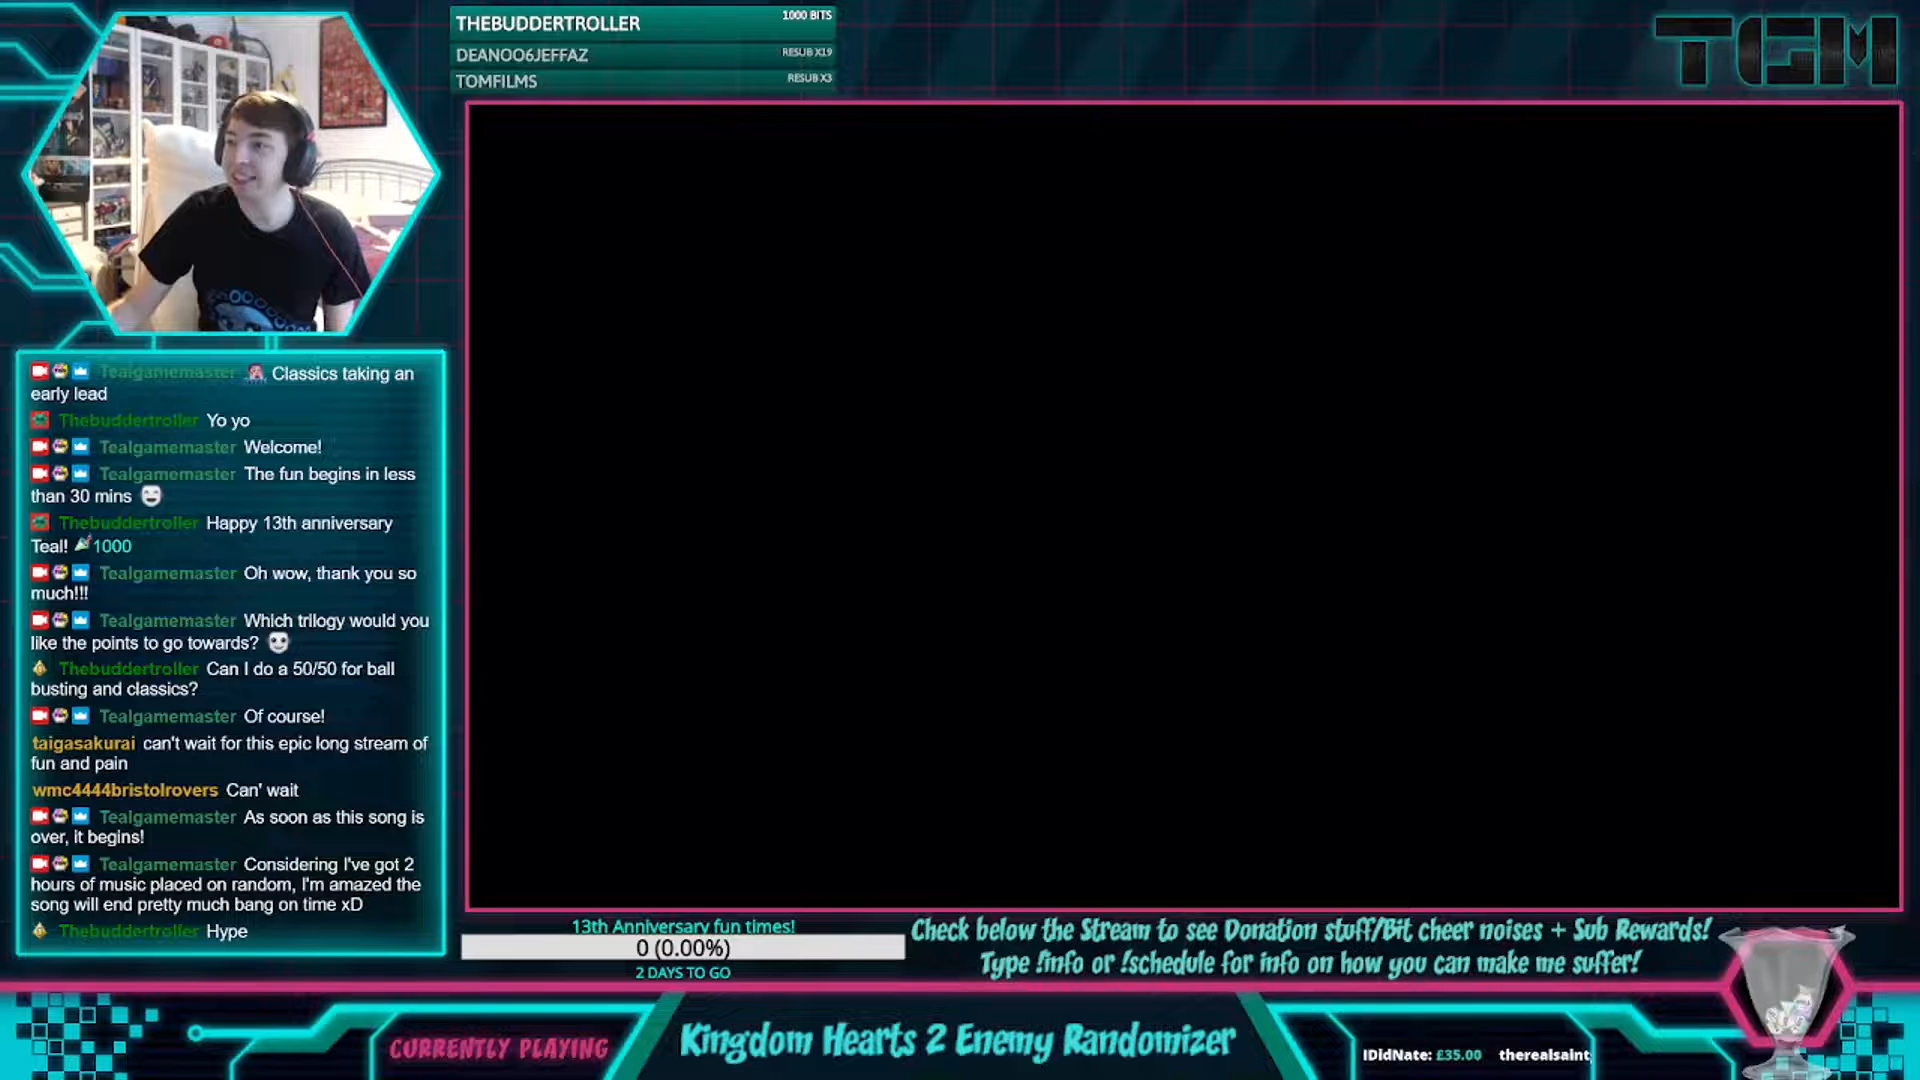 THEBUDDERTROLLER 1000 BITS
DEANOO6JEFFAZ RESUB X19
TOMFILMS RESUB X3
TGM
Tealgamemaster Classics taking an
early lead
Thebuddertroller Yo yo
Tealgamemaster Welcome!
Tealgamemaster The fun begins in less
than 30 mins
Thebuddertroller Happy 13th anniversary
Teal! 1000
Tealgamemaster Oh wow, thank you so
much!!!
Tealgamemaster Which trilogy would you
like the points to go towards?
Thebuddertroller Can I do a 50/50 for ball
busting and classics?
Tealgamemaster Of course!
taigasakurai can't wait for this epic long stream of
fun and pain
wmc4444bristolrovers Can' wait
Tealgamemaster As soon as this song is
over, it begins!
Tealgamemaster Considering I've got 2
hours of music placed on random, I'm amazed the
song will end pretty much bang on time xD
Thebuddertroller Hype
13th Anniversary fun times!
0 (0.00%)
2 DAYS TO GO
Check below the Stream to see Donation stuff/Bit cheer noises + Sub Rewards!
Type !info or !schedule for info on how you can make me suffer!
CURRENTLY PLAYING
Kingdom Hearts 2 Enemy Randomizer
IDidNate: £35.00 therealsaint